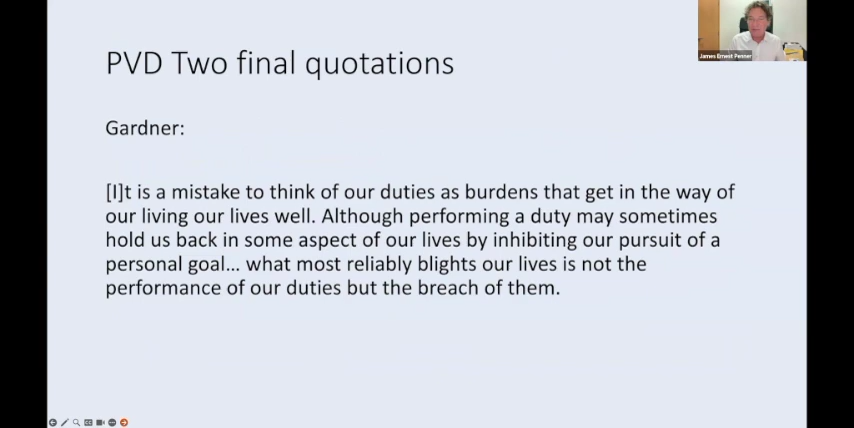 PVD Two final quotations
James Ernest Penner
Gardner:
[I]t is a mistake to think of our duties as burdens that get in the way of
our living our lives well. Although performing a duty may sometimes
hold us back in some aspect of our lives by inhibiting our pursuit of a
personal goal... what most reliably blights our lives is not the
performance of our duties but the breach of them.